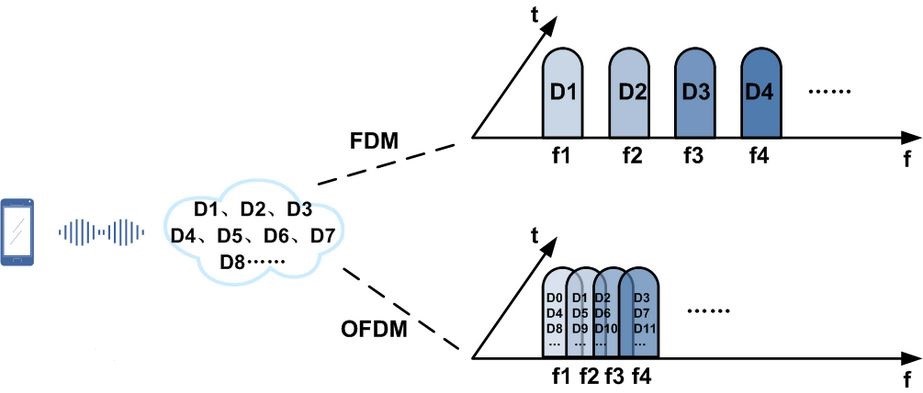 t
D1 D2 D3 D4 ······
f1 f2 f3 f4
f
FDM
D1、D2、D3
D4、D5、D6、D7
D8······
OFDM
t
D0 D1 D2 D3
D4 D5 D6 D7
D8 D9 D10 D11
... ... ... ...
······
f1 f2 f3 f4
f